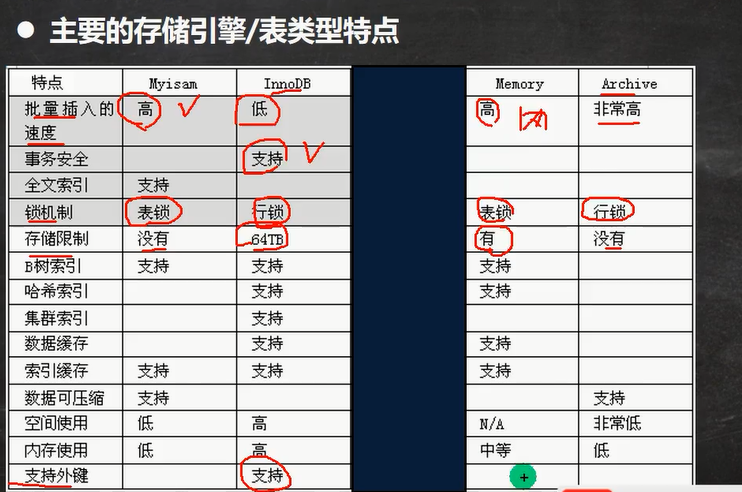 主要的存储引擎/表类型特点
特点 Myisam InnoDB Memory Archive
批量插入的速度 高 低 高 非常高
事务安全 支持
全文索引 支持
锁机制 表锁 行锁 表锁 行锁
存储限制 没有 64TB 有 没有
B树索引 支持 支持 支持
哈希索引 支持 支持
集群索引 支持
数据缓存 支持 支持
索引缓存 支持 支持 支持
数据可压缩 支持 支持
空间使用 低 高 N/A 非常低
内存使用 低 高 中等 低
支持外键 支持